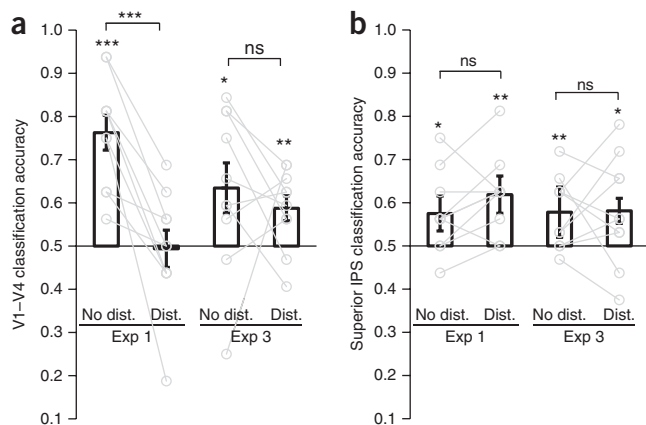 a
V1–V4 classification accuracy
1.0
0.9
0.8
0.7
0.6
0.5
0.4
0.3
0.2
0.1
***
***
ns
*
**
No dist. Dist. No dist. Dist.
Exp 1 Exp 3
b
Superior IPS classification accuracy
1.0
0.9
0.8
0.7
0.6
0.5
0.4
0.3
0.2
0.1
ns
*
**
ns
**
*
No dist. Dist. No dist. Dist.
Exp 1 Exp 3